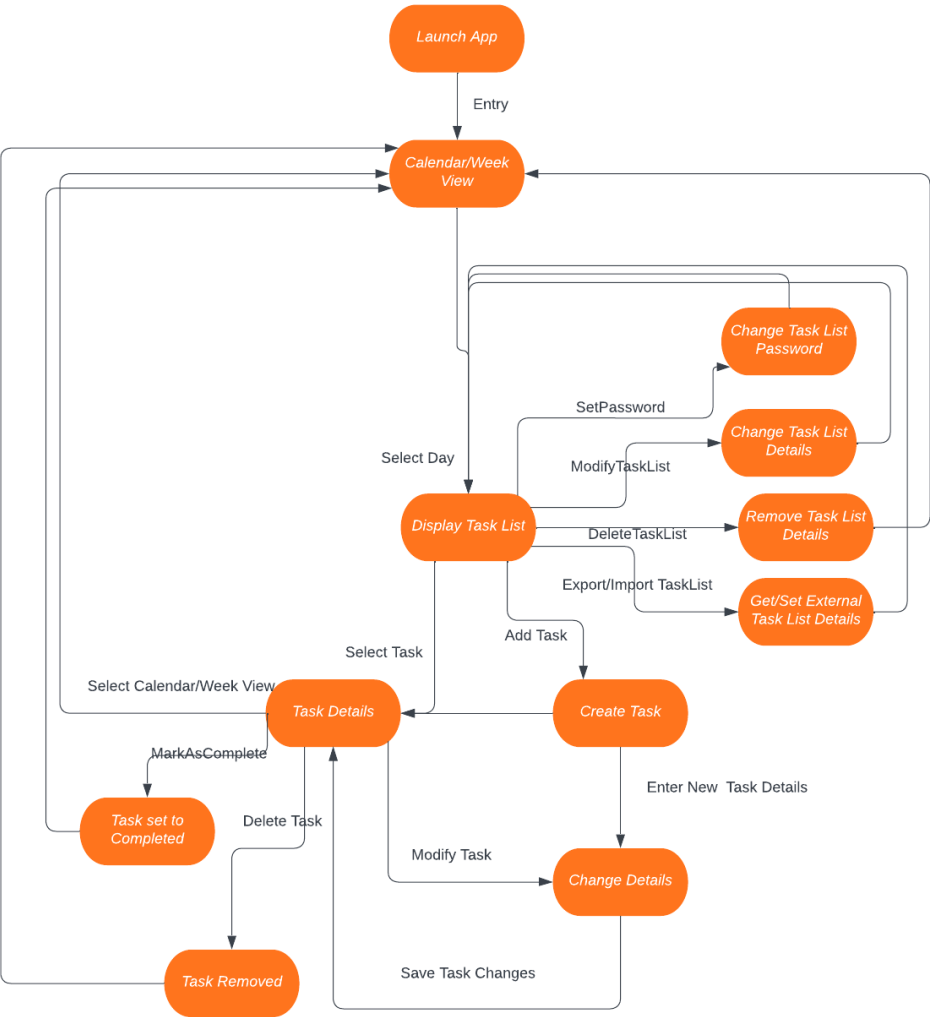 Launch App
Entry
Calendar/Week
View
Change Task List
Password
SetPassword
Change Task List
Details
Select Day
ModifyTaskList
Display Task List
Remove Task List
Details
DeleteTaskList
Export/Import TaskList
Get/Set External
Task List Details
Add Task
Select Task
Select Calendar/Week View
Task Details
Create Task
MarkAsComplete
Enter New  Task Details
Task set to
Completed
Delete Task
Modify Task
Change Details
Save Task Changes
Task Removed